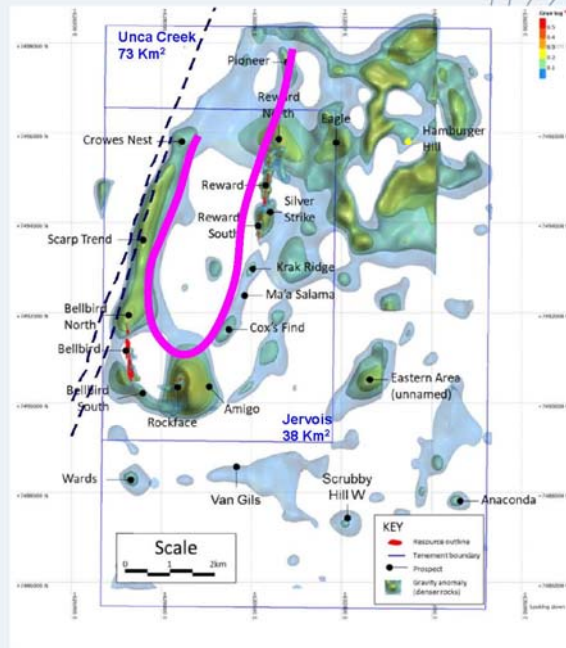 Unca Creek
73 Km²
Pioneer
Reward
North
Eagle
Crowes Nest
Hamburger
Hill
Reward
Silver
Strike
Reward
South
Scarp Trend
Krak Ridge
Ma'a Salama
Bellbird
North
Cox's Find
Bellbird
Eastern Area
(unnamed)
Bellbird
South
Amigo
Rockface
Jervois
38 Km²
Wards
Van Gils
Scrubby
Hill W
Anaconda
Scale
0 1 2km
KEY
Resource outline
Tenement boundary
Prospect
Gravity anomaly
(denser rocks)